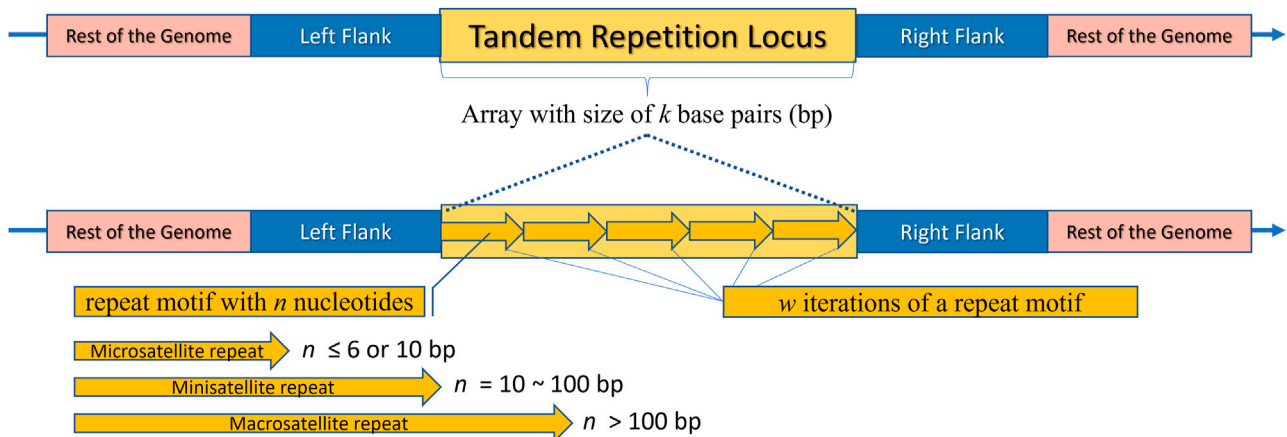 Rest of the Genome Left Flank Tandem Repetition Locus Right Flank Rest of the Genome
Array with size of k base pairs (bp)
Rest of the Genome Left Flank Right Flank Rest of the Genome
repeat motif with n nucleotides w iterations of a repeat motif
Microsatellite repeat n ≤ 6 or 10 bp
Minisatellite repeat n = 10 ~ 100 bp
Macrosatellite repeat n > 100 bp